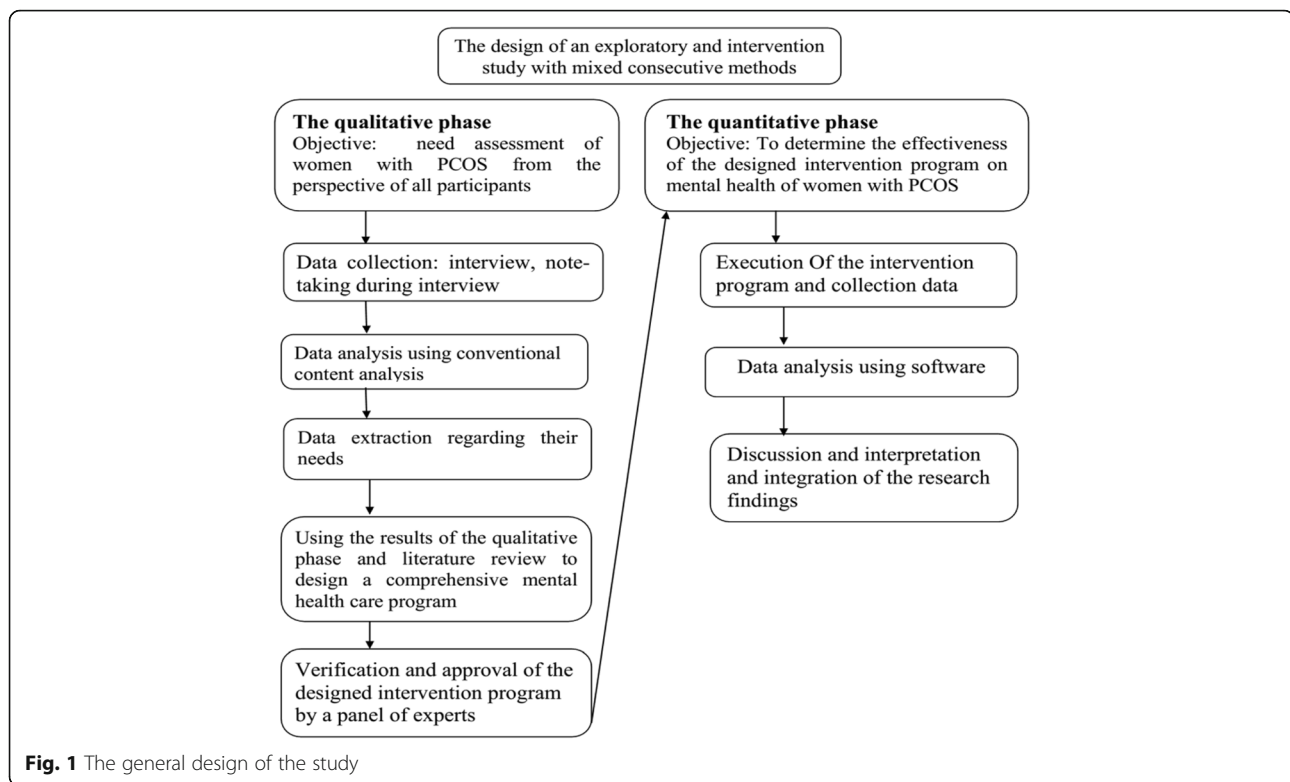 The design of an exploratory and intervention
study with mixed consecutive methods
The qualitative phase
Objective: need assessment of
women with PCOS from the
perspective of all participants
Data collection: interview, note-
taking during interview
Data analysis using conventional
content analysis
Data extraction regarding their
needs
Using the results of the qualitative
phase and literature review to
design a comprehensive mental
health care program
Verification and approval of the
designed intervention program
by a panel of experts
The quantitative phase
Objective: To determine the effectiveness
of the designed intervention program on
mental health of women with PCOS
Execution Of the intervention
program and collection data
Data analysis using software
Discussion and interpretation
and integration of the research
findings
Fig. 1 The general design of the study